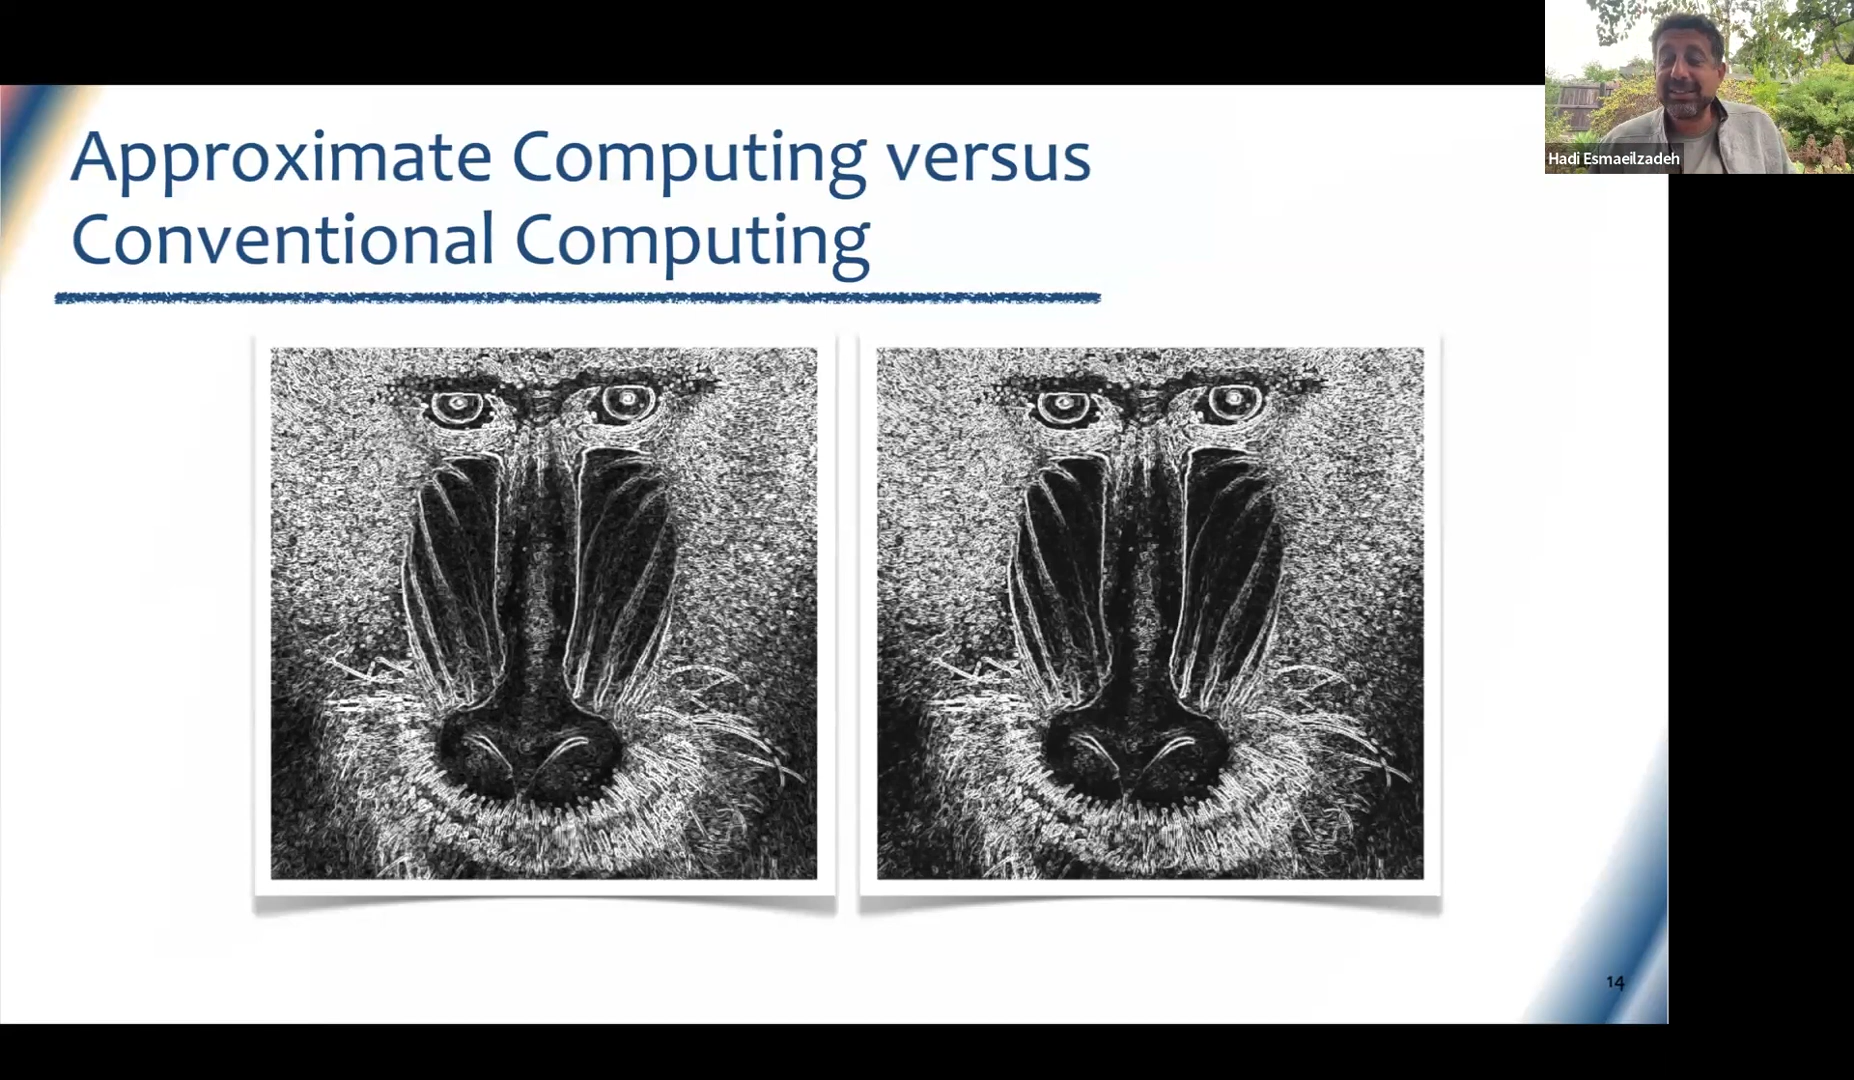 Approximate Computing versus
Conventional Computing
Hadi Esmaeilzadeh
14